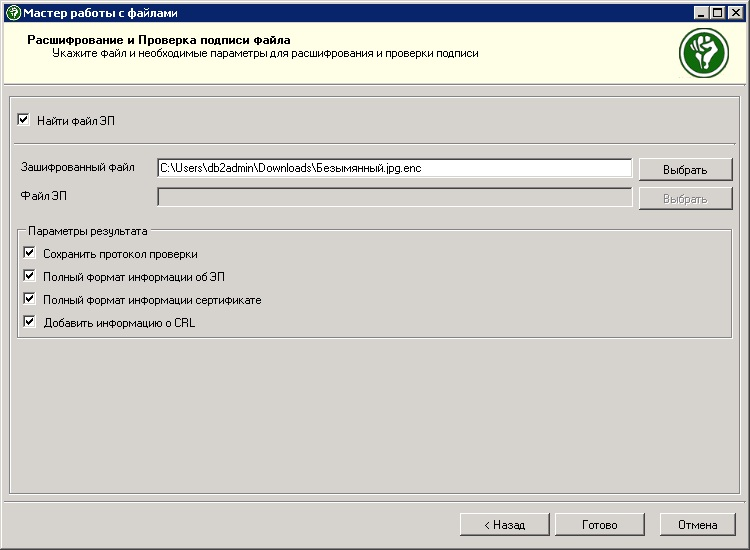 Мастер работы с файлами
Расшифрование и Проверка подписи файла
Укажите файл и необходимые параметры для расшифрования и проверки подписи
Найти файл ЭП
Зашифрованный файл
C:\Users\db2admin\Downloads\Безымянный.jpg.enc
Выбрать
Файл ЭП
Выбрать
Параметры результата
Сохранить протокол проверки
Полный формат информации об ЭП
Полный формат информации сертификате
Добавить информацию о CRL
< Назад
Готово
Отмена